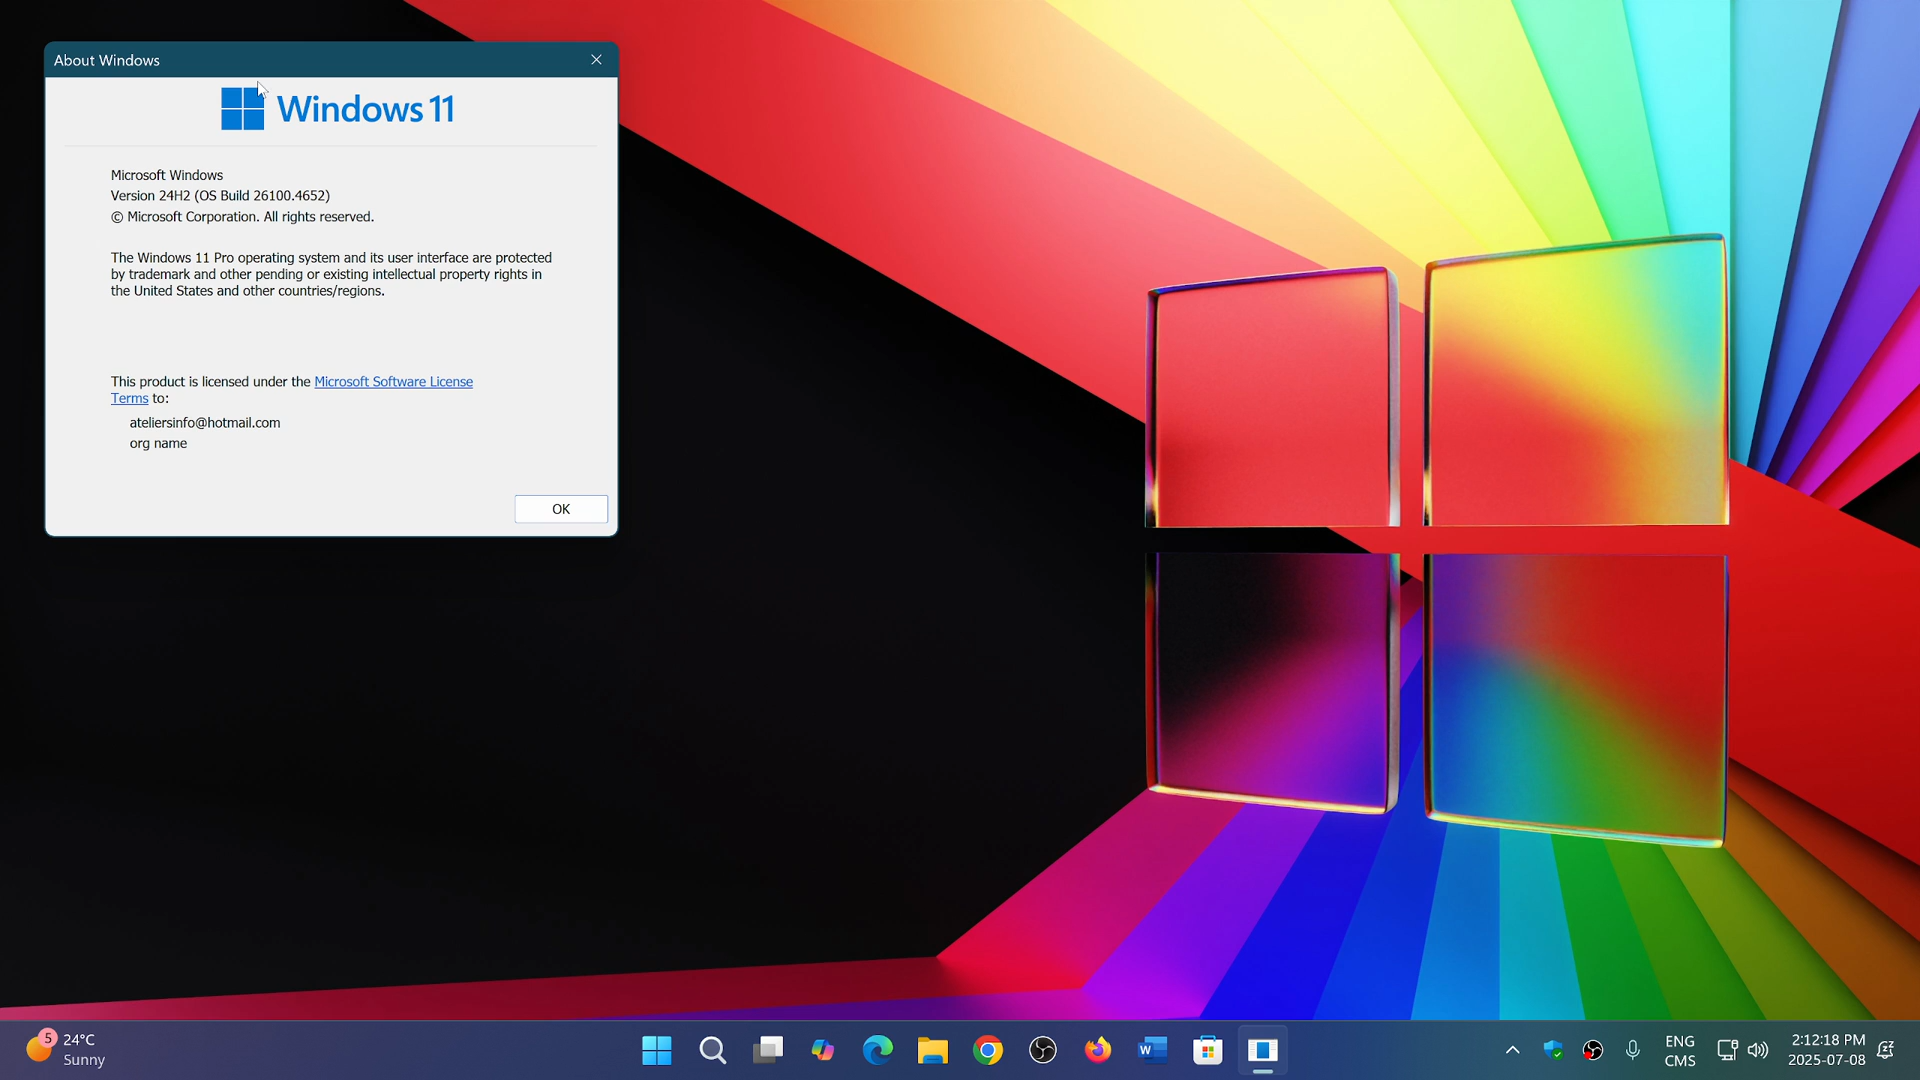 About Windows
Windows 11
Microsoft Windows
Version 24H2 (OS Build 26100.4652)
© Microsoft Corporation. All rights reserved.
The Windows 11 Pro operating system and its user interface are protected
by trademark and other pending or existing intellectual property rights in
the United States and other countries/regions.
This product is licensed under the Microsoft Software License
Terms to:
ateliersinfo@hotmail.com
org name
OK
5
24°C
Sunny
W
ENG
CMS
2:12:18 PM
2025-07-08